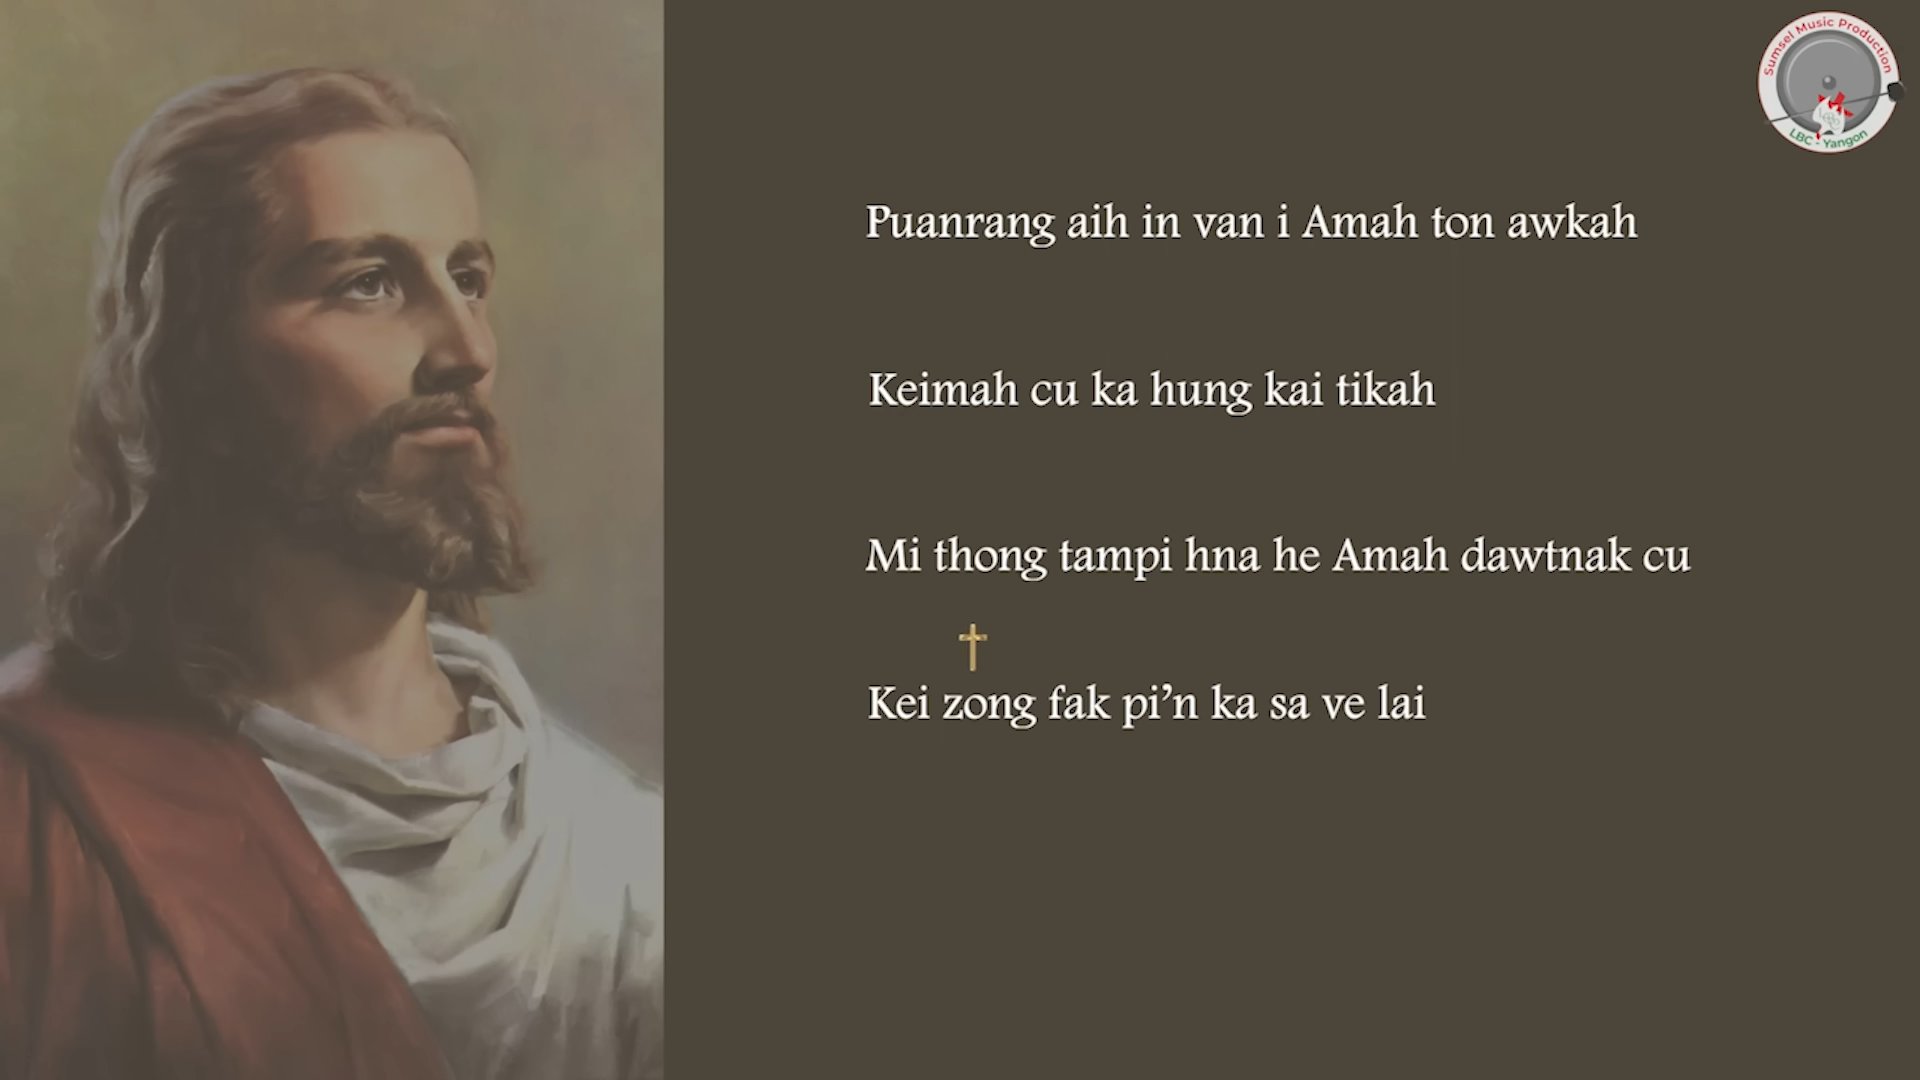 Sumsel Music Production
LBC - Yangon
Puanrang aih in van i Amah ton awkah
Keimah cu ka hung kai tikah
Mi thong tampi hna he Amah dawtnak cu
Kei zong fak pi’n ka sa ve lai